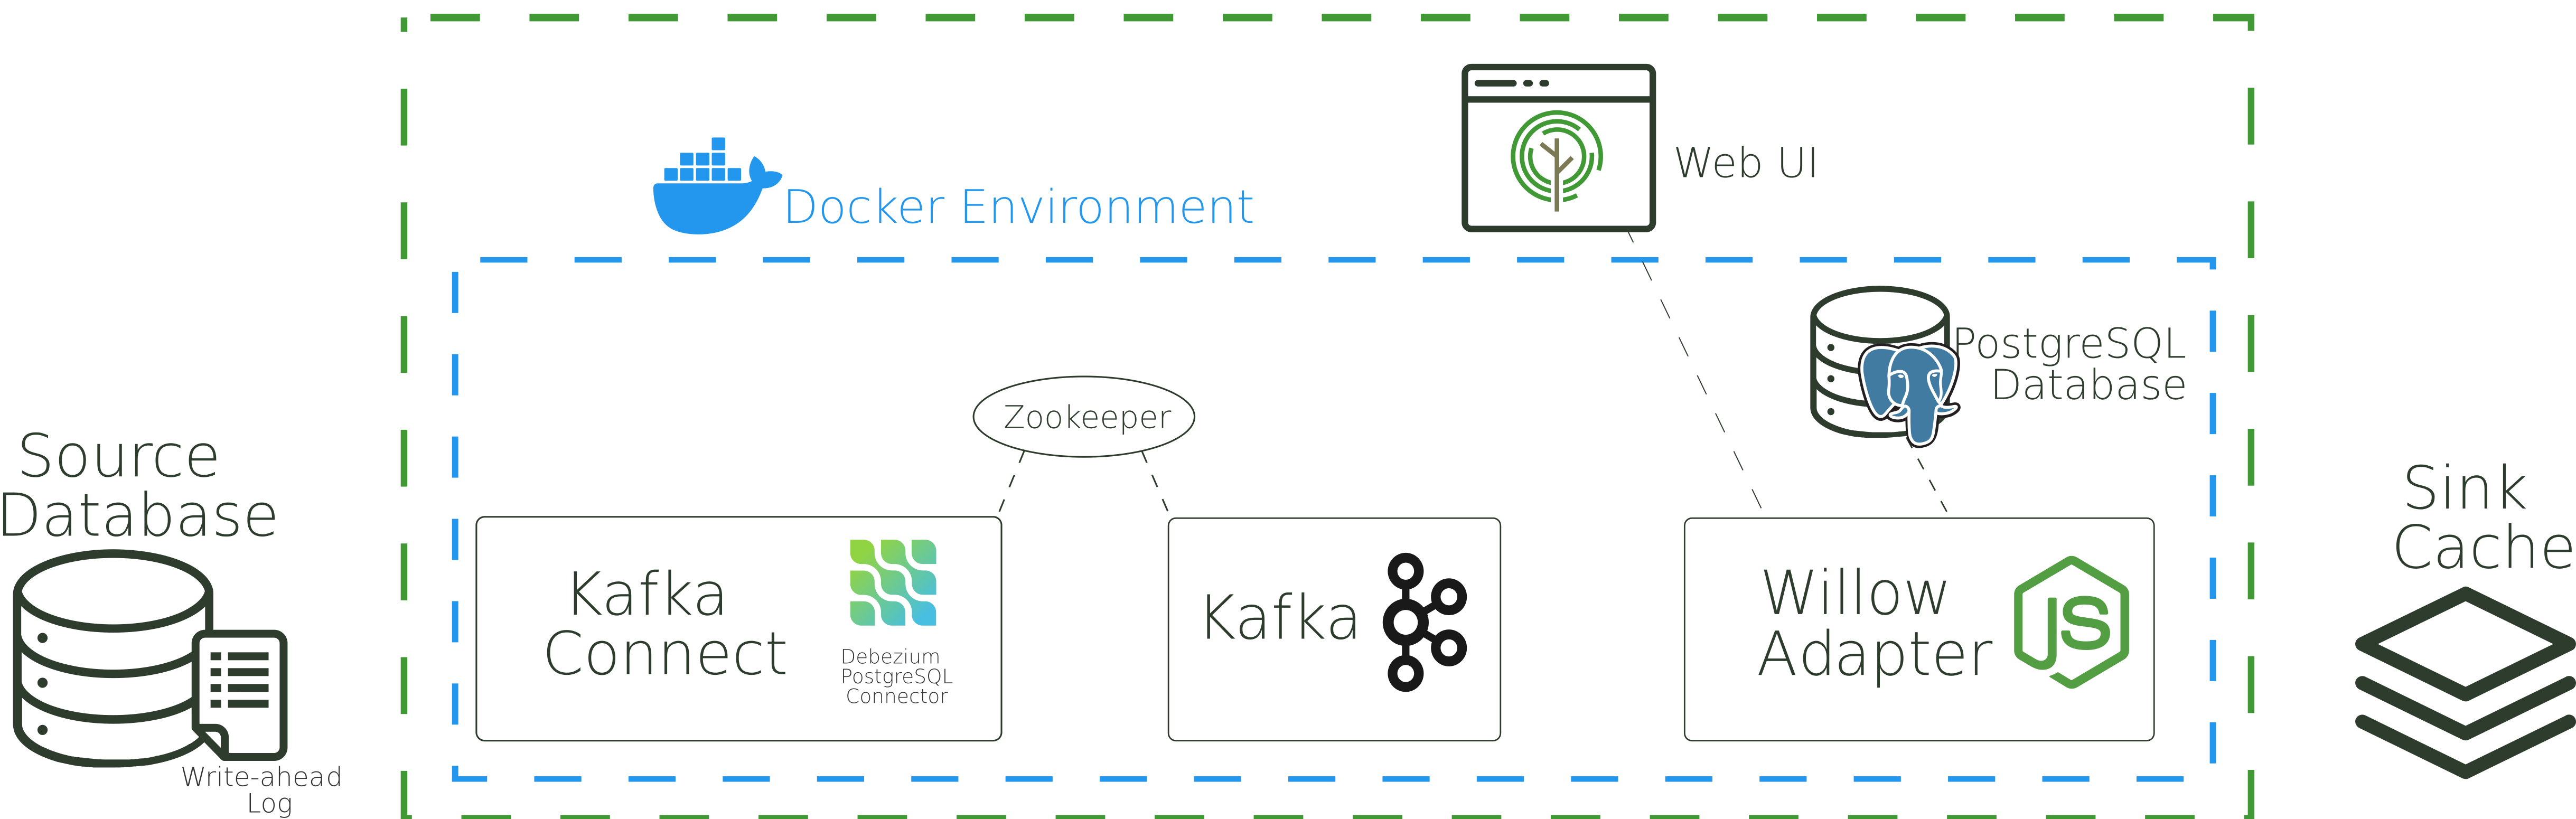 Web UI
Docker Environment
PostgreSQL
Database
Zookeeper
Source
Database
Write-ahead
Log
Kafka
Connect
Debezium
PostgreSQL
Connector
Kafka
Willow
Adapter
JS
Sink
Cache